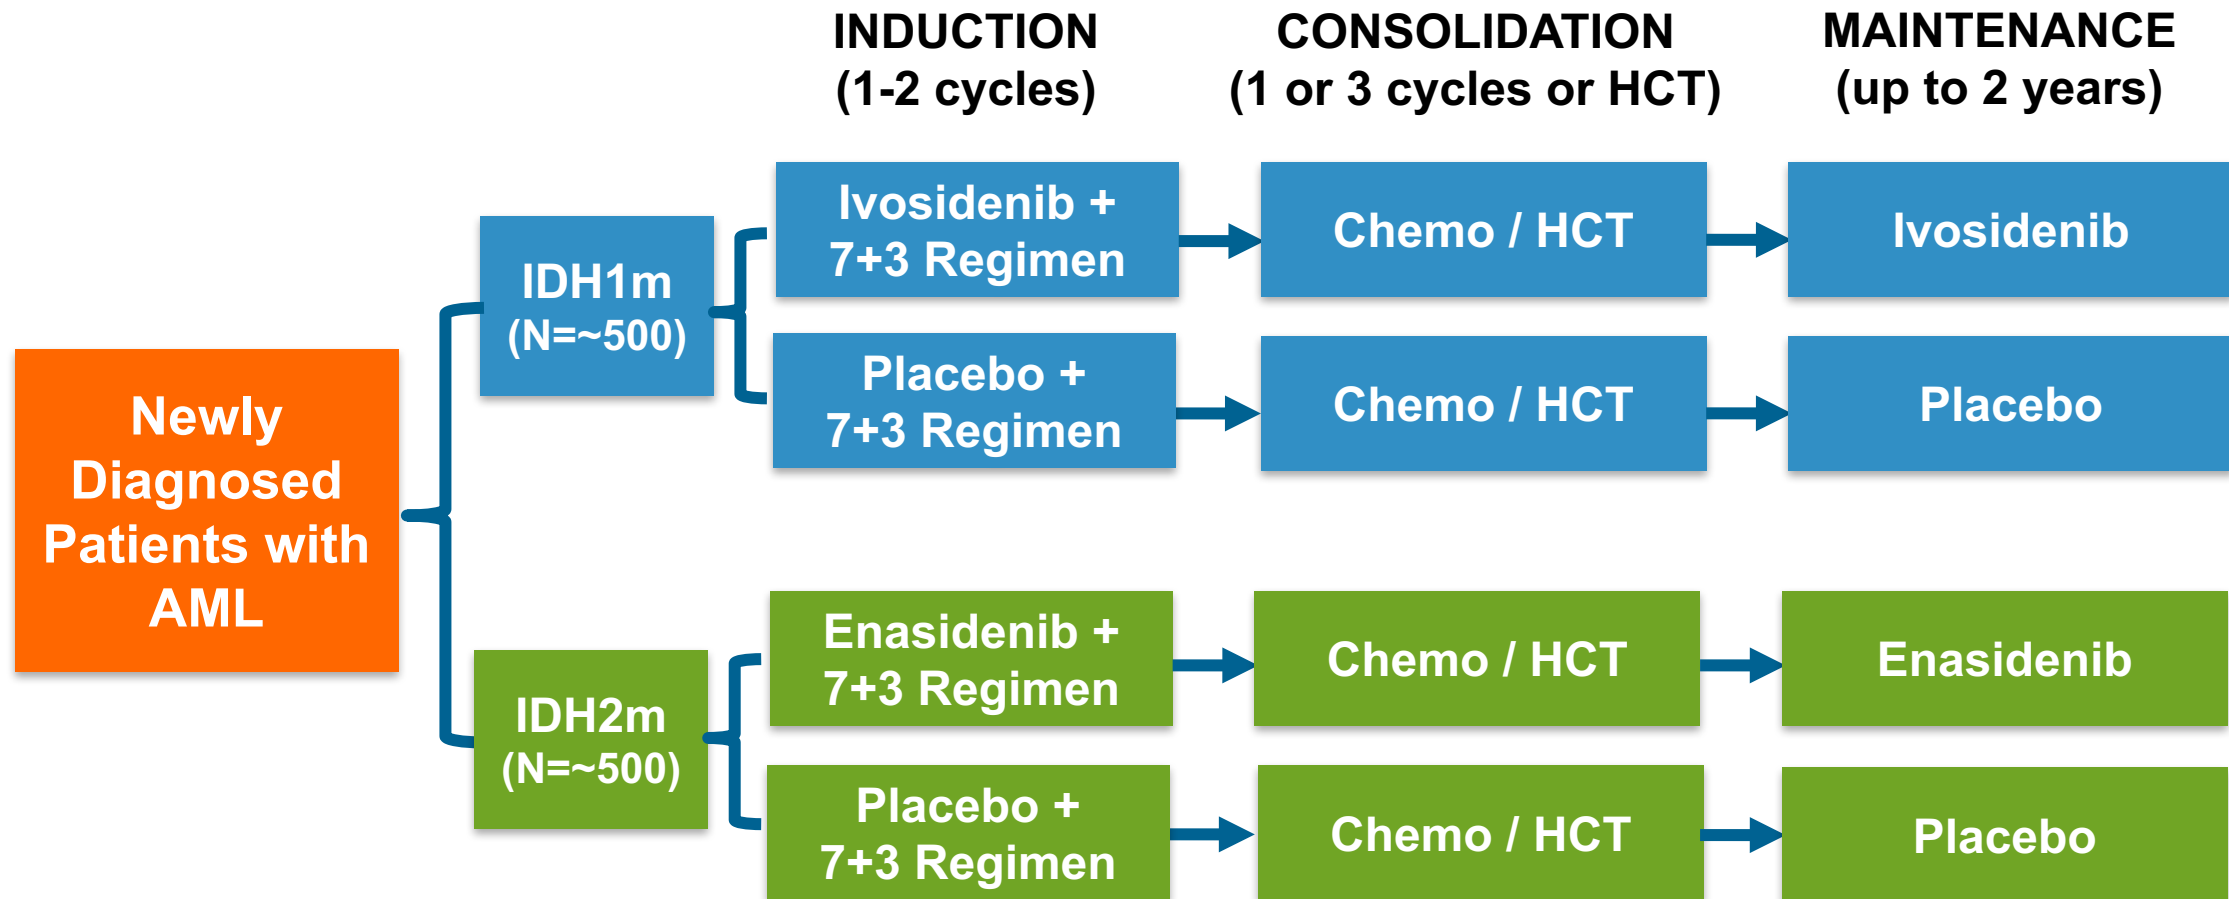 INDUCTION
(1-2 cycles)
CONSOLIDATION
(1 or 3 cycles or HCT)
MAINTENANCE
(up to 2 years)
Newly
Diagnosed
Patients with
AML
IDH1m
(N=~500)
Ivosidenib +
7+3 Regimen
Chemo / HCT
Ivosidenib
Placebo +
7+3 Regimen
Chemo / HCT
Placebo
IDH2m
(N=~500)
Enasidenib +
7+3 Regimen
Chemo / HCT
Enasidenib
Placebo +
7+3 Regimen
Chemo / HCT
Placebo